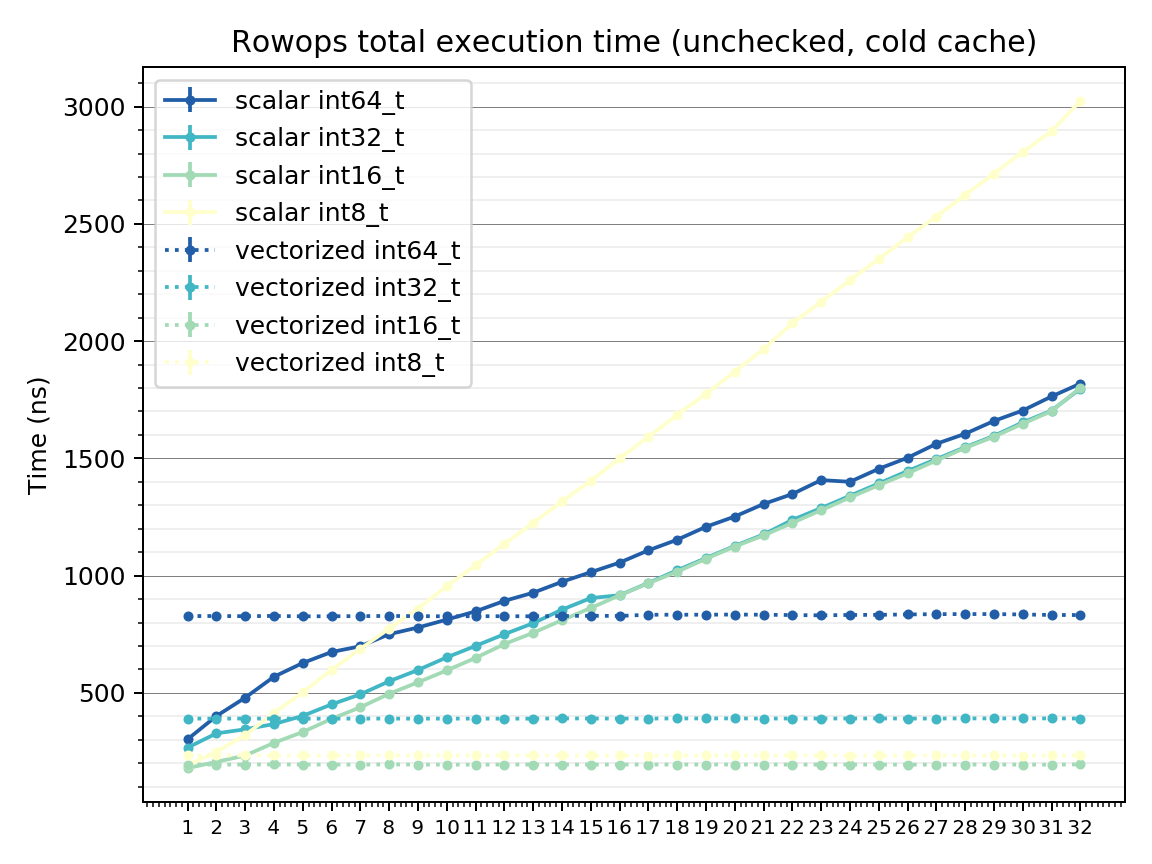 Rowops total execution time (unchecked, cold cache)
scalar int64_t
scalar int32_t
scalar int16_t
scalar int8_t
vectorized int64_t
vectorized int32_t
vectorized int16_t
vectorized int8_t
Time (ns)
3000
2500
2000
1500
1000
500
1 2 3 4 5 6 7 8 9 10 11 12 13 14 15 16 17 18 19 20 21 22 23 24 25 26 27 28 29 30 31 32